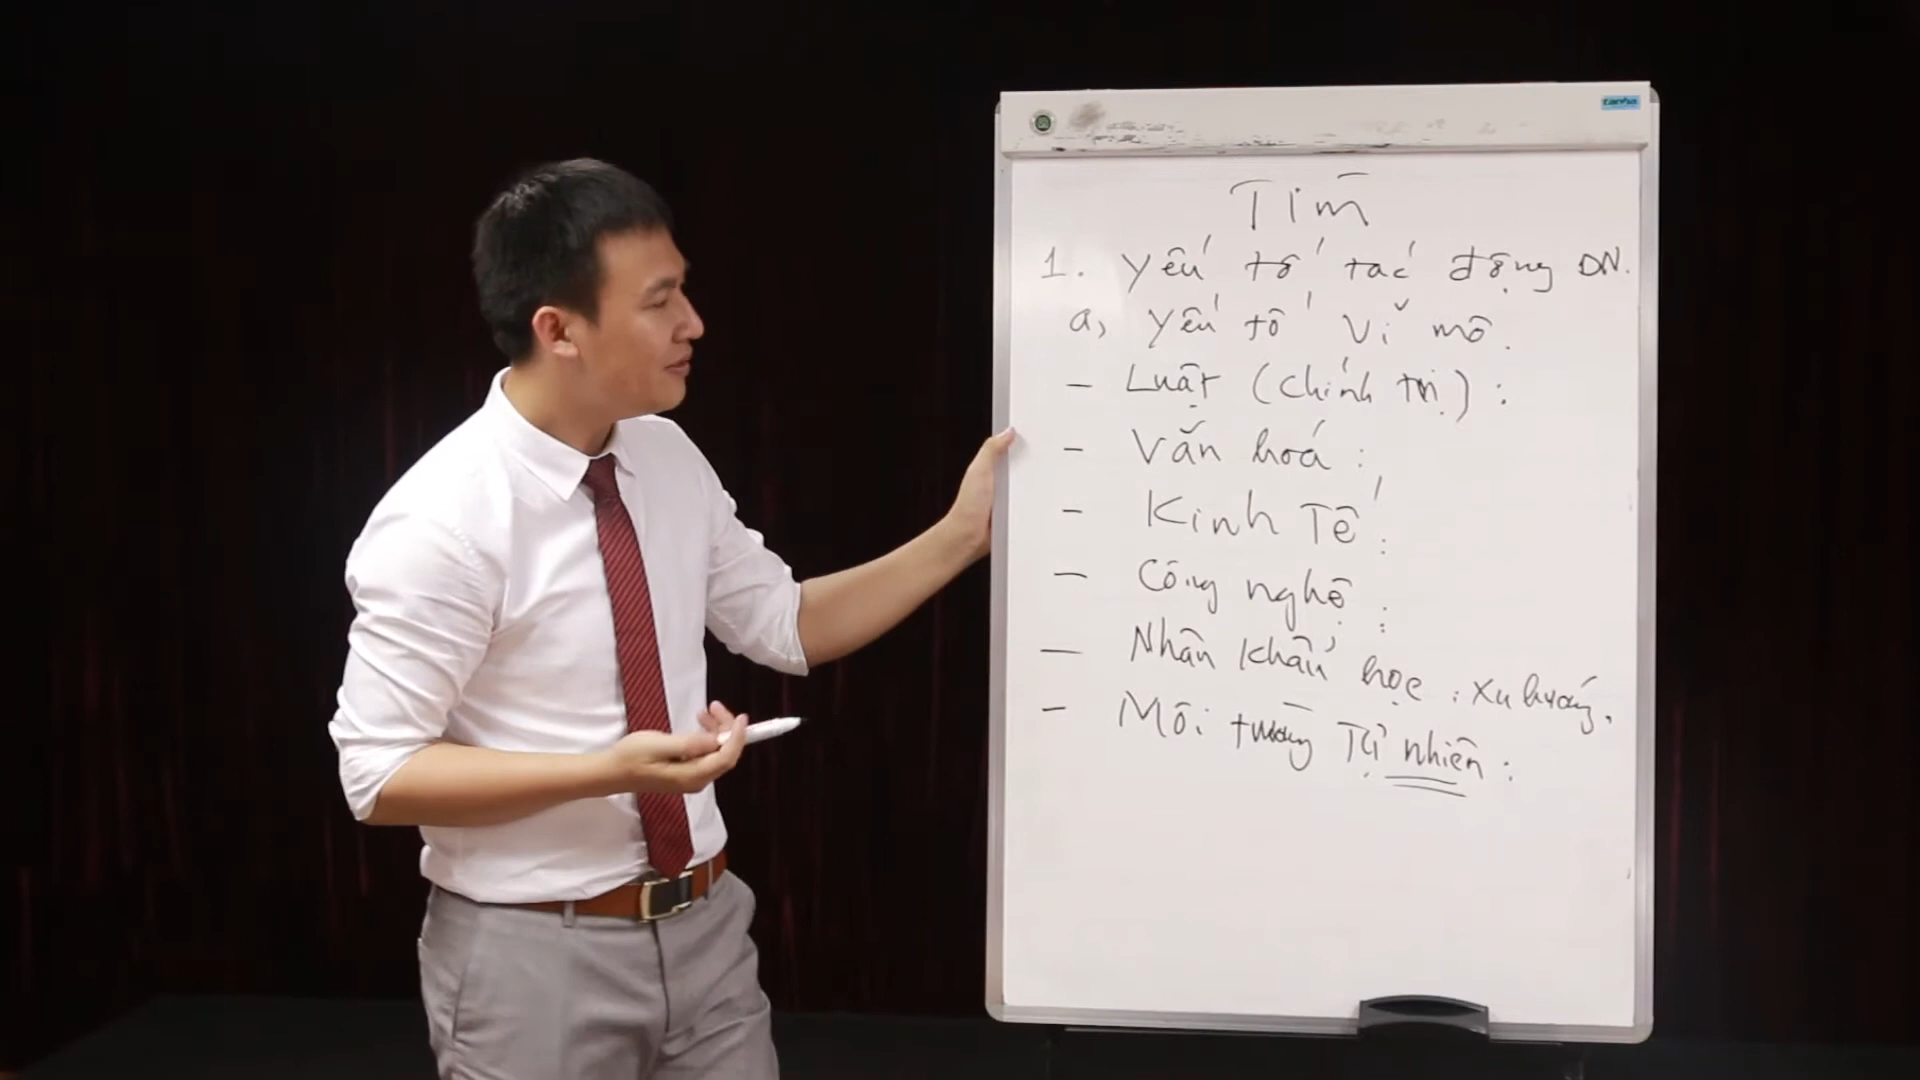 tanha
Tìm
1. Yếu tố tác động DN.
a, Yếu tố Vĩ mô.
- Luật (Chính trị) :
- Văn hoá :
- Kinh Tế :
- Công nghệ :
- Nhân khẩu học : Xu hướng.
- Môi trường Tự nhiên :